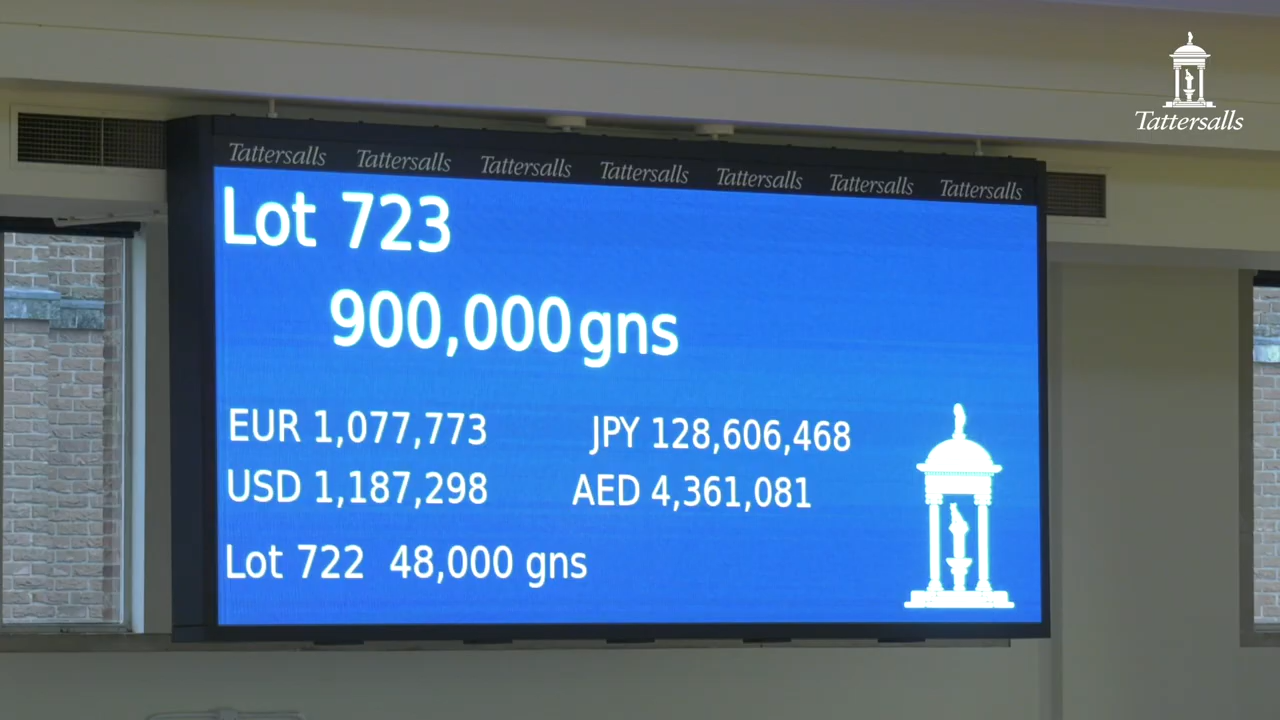 Tattersalls
Tattersalls Tattersalls Tattersalls Tattersalls Tattersalls Tattersalls Tattersalls
Lot 723
900,000 gns
EUR 1,077,773 JPY 128,606,468
USD 1,187,298 AED 4,361,081
Lot 722 48,000 gns